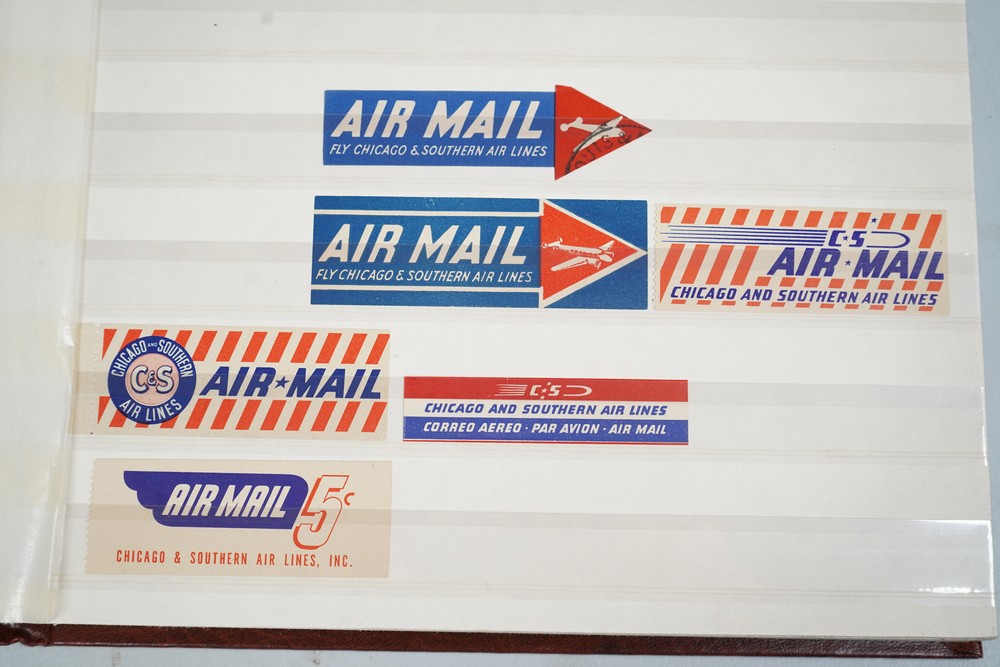 AIR MAIL
FLY CHICAGO & SOUTHERN AIR LINES
AIR MAIL
FLY CHICAGO & SOUTHERN AIR LINES
C★S
AIR★MAIL
CHICAGO AND SOUTHERN AIR LINES
CHICAGO AND SOUTHERN
C&S
AIR LINES
AIR★MAIL
C★S
CHICAGO AND SOUTHERN AIR LINES
CORREO AEREO · PAR AVION · AIR MAIL
AIR MAIL 5c
CHICAGO & SOUTHERN AIR LINES, INC.